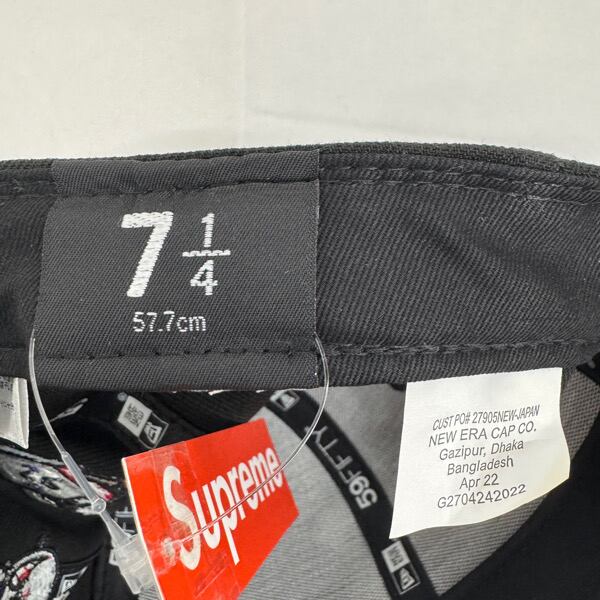 7 1/4
57.7cm
CUST PO# 27905NEW-JAPAN
NEW ERA CAP CO.
Gazipur, Dhaka
Bangladesh
Apr 22
G2704242022
Supreme
59FIFTY